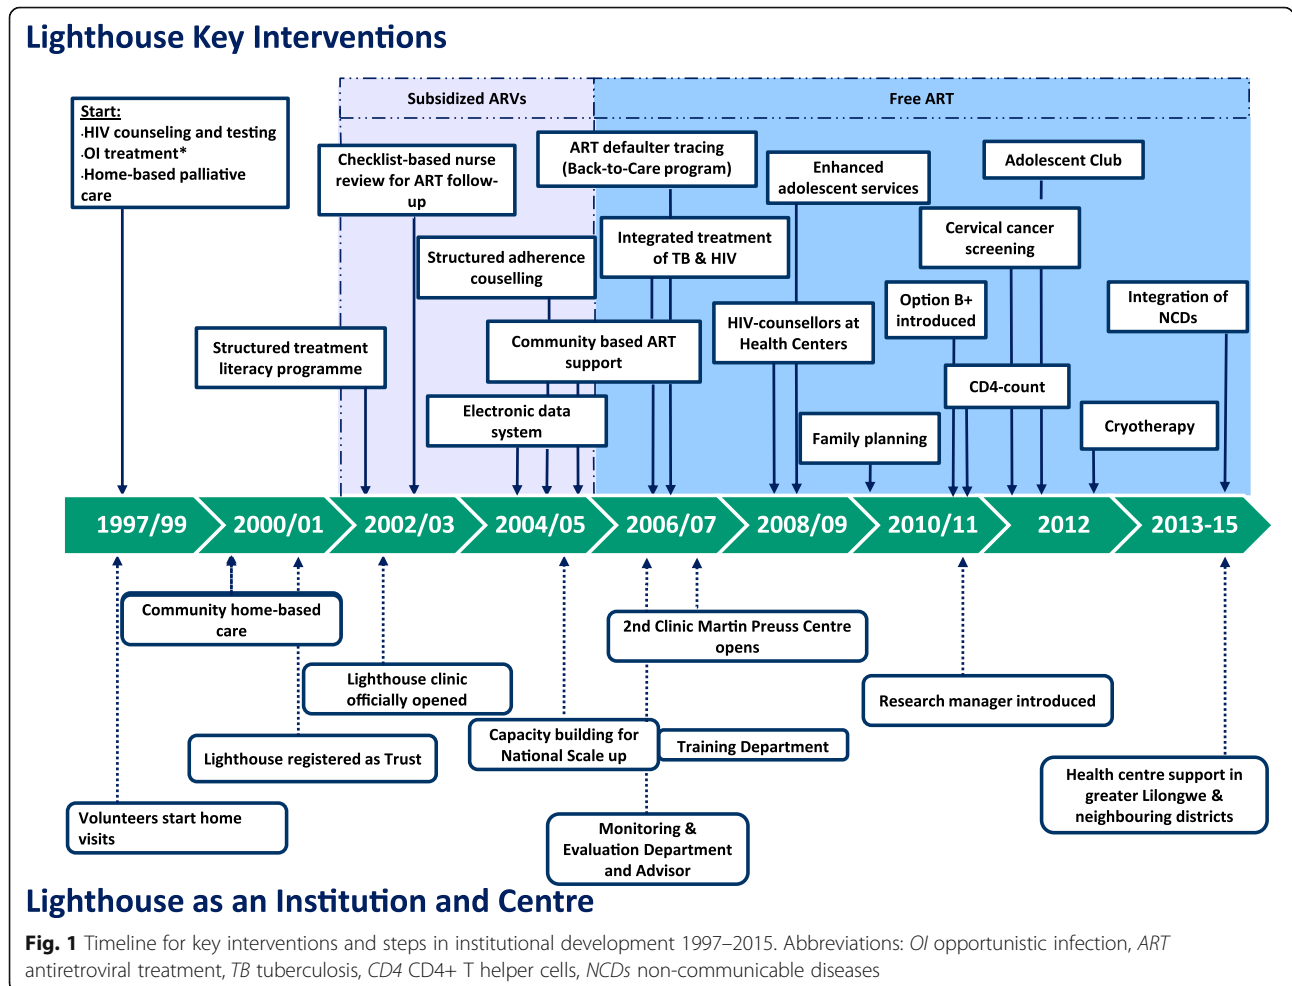 Lighthouse Key Interventions
Subsidized ARVs
Free ART
Start:
·HIV counseling and testing
·OI treatment*
·Home-based palliative
care
Checklist-based nurse
review for ART follow-
up
ART defaulter tracing
(Back-to-Care program)
Enhanced
adolescent services
Adolescent Club
Structured adherence
couselling
Integrated treatment
of TB & HIV
Cervical cancer
screening
Structured treatment
literacy programme
Community based ART
support
HIV-counsellors at
Health Centers
Option B+
introduced
Integration of
NCDs
Electronic data
system
Family planning
CD4-count
Cryotherapy
1997/99
2000/01
2002/03
2004/05
2006/07
2008/09
2010/11
2012
2013-15
Community home-based
care
2nd Clinic Martin Preuss Centre
opens
Lighthouse clinic
officially opened
Research manager introduced
Lighthouse registered as Trust
Capacity building for
National Scale up
Training Department
Volunteers start home
visits
Monitoring &
Evaluation Department
and Advisor
Health centre support in
greater Lilongwe &
neighbouring districts
Lighthouse as an Institution and Centre
Fig. 1 Timeline for key interventions and steps in institutional development 1997–2015. Abbreviations: OI opportunistic infection, ART
antiretroviral treatment, TB tuberculosis, CD4 CD4+ T helper cells, NCDs non-communicable diseases